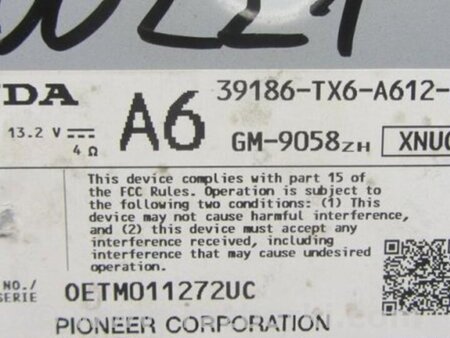 NDA A6 39186-TX6-A612-
13.2 V ⎓ GM-9058ZH XNUC
4 Ω
This device complies with part 15 of
the FCC Rules. Operation is subject to
the following two conditions: (1) This
device may not cause harmful interference,
and (2) this device must accept any
interference received, including
interference that may cause undesired
operation.
NO./
SERIE 0ETM011272UC
PIONEER CORPORATION